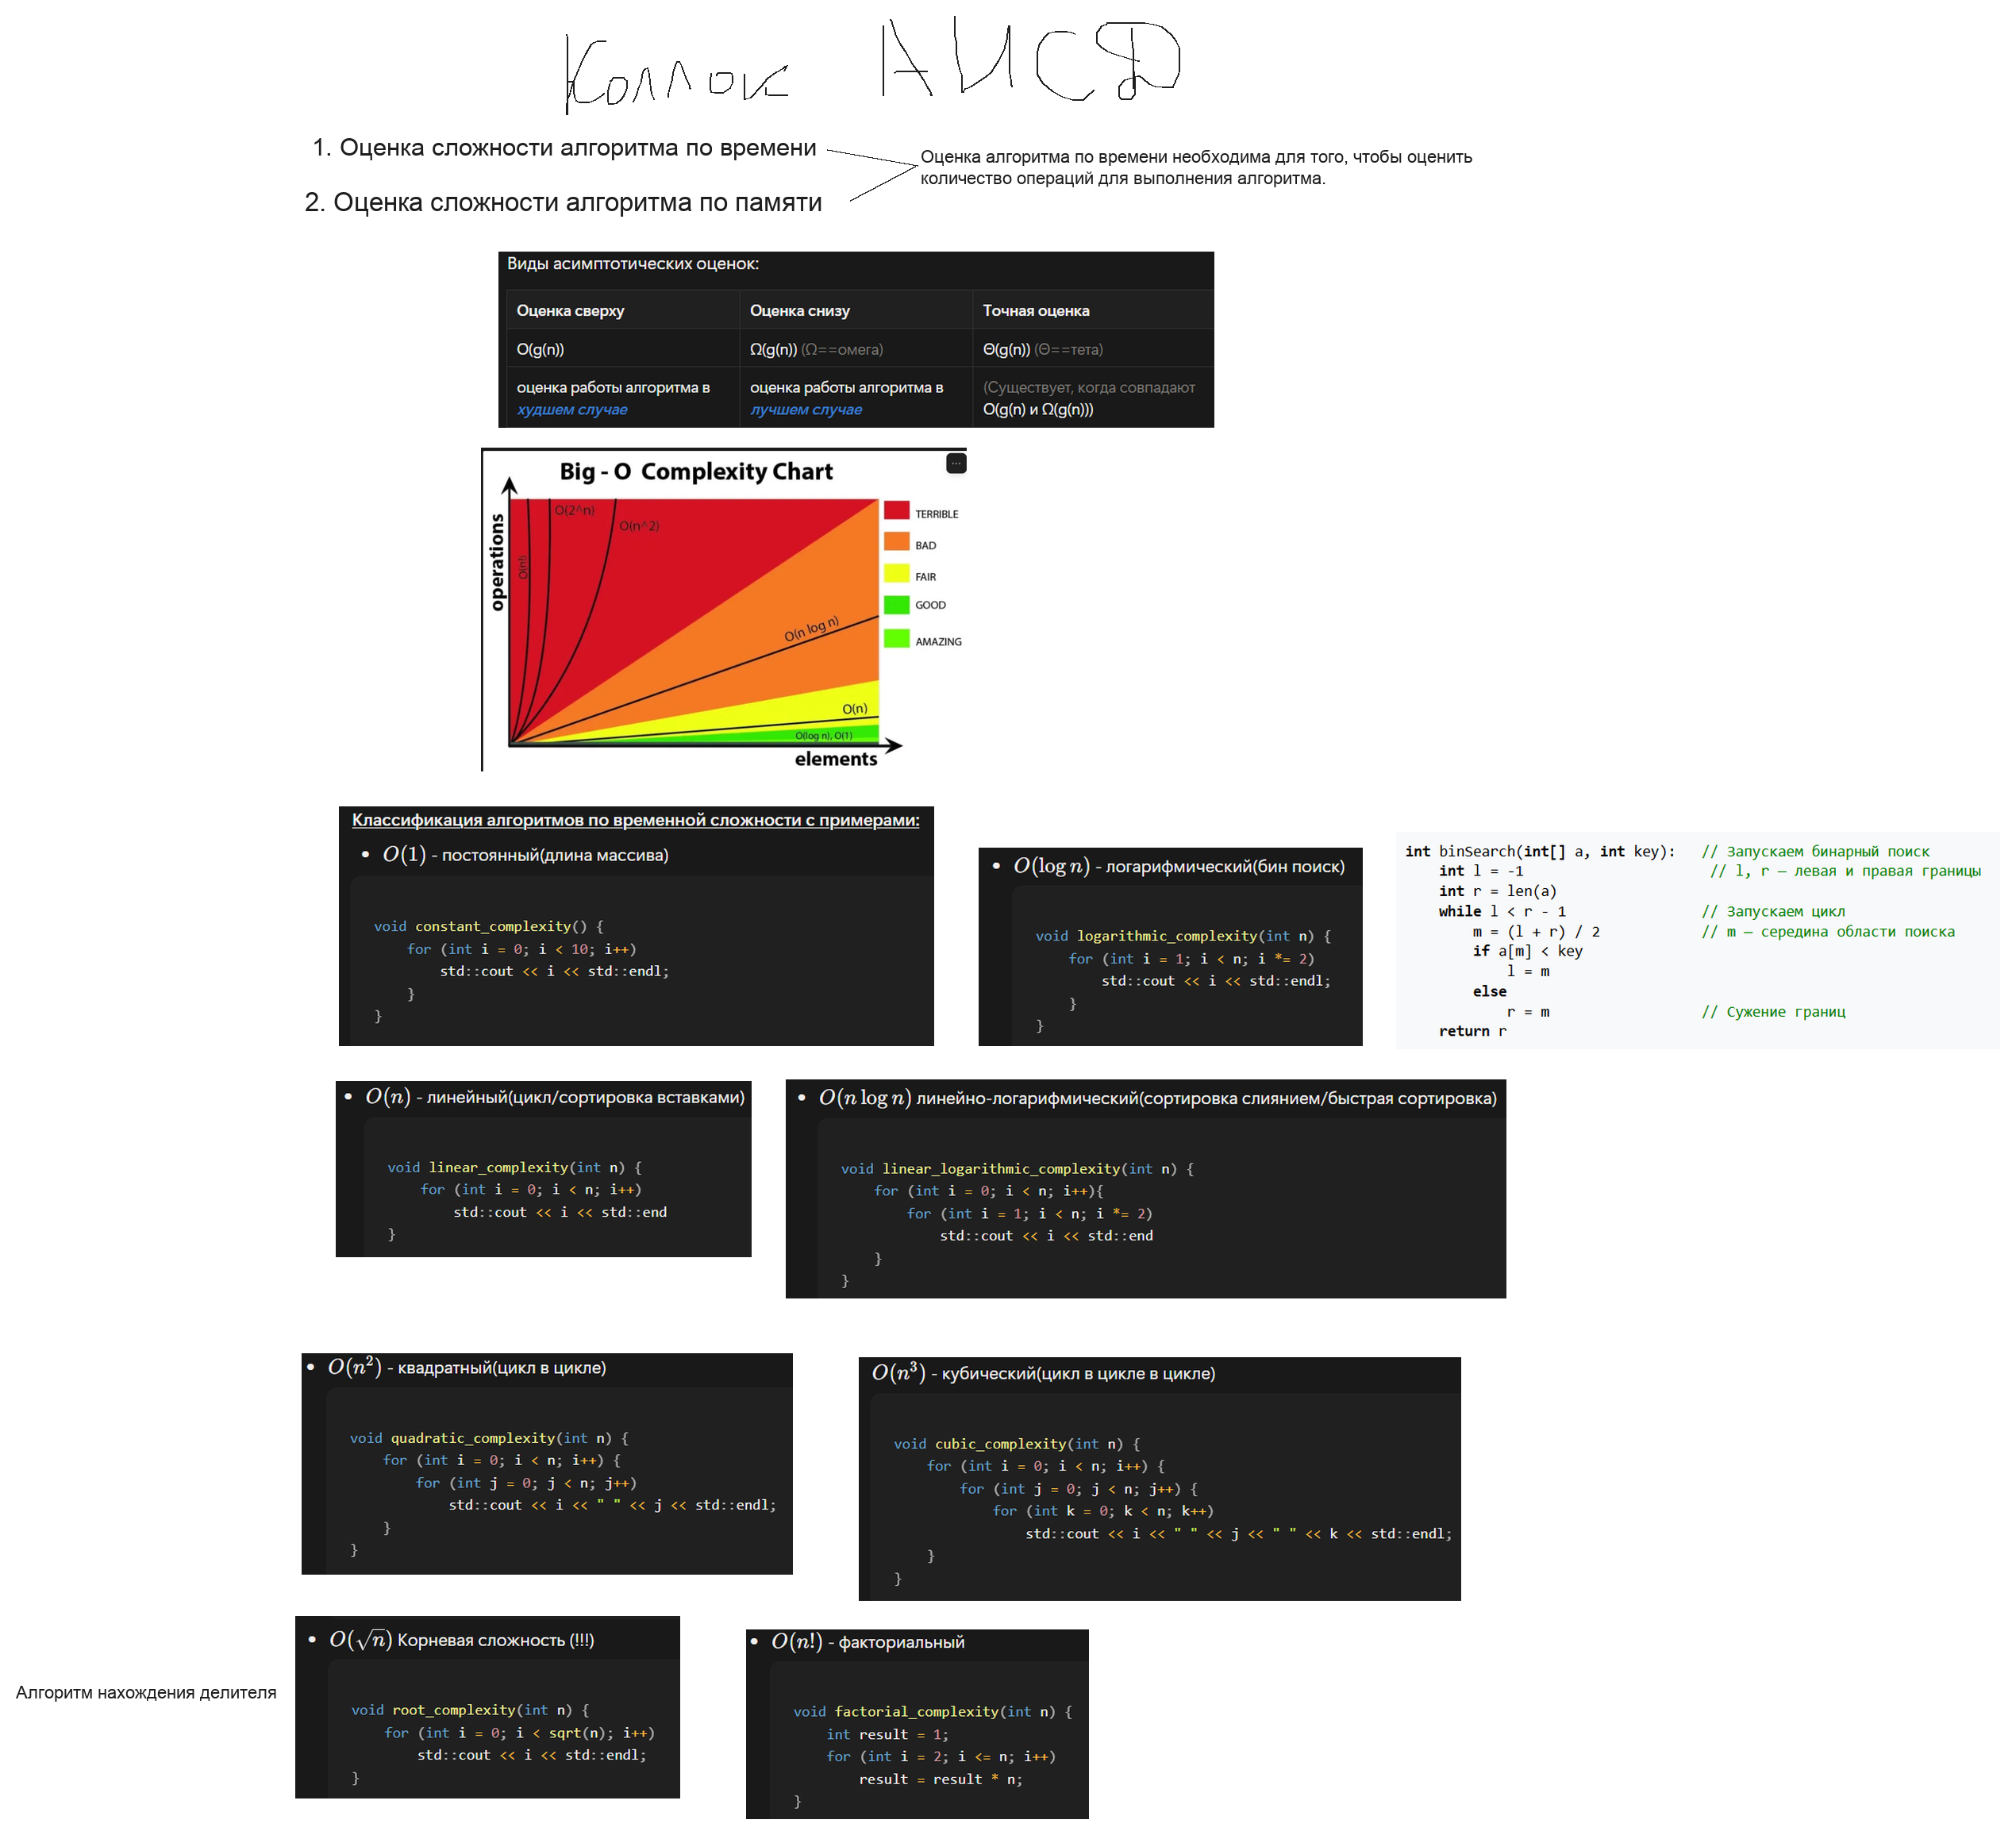 Коллок АИСД
1. Оценка сложности алгоритма по времени
2. Оценка сложности алгоритма по памяти
Оценка алгоритма по времени необходима для того, чтобы оценить
количество операций для выполнения алгоритма.
Виды асимптотических оценок:
Оценка сверху	Оценка снизу	Точная оценка
O(g(n))	Ω(g(n)) (Ω==омега)	Θ(g(n)) (Θ==тета)
оценка работы алгоритма в	оценка работы алгоритма в	(Существует, когда совпадают
худшем случае	лучшем случае	O(g(n) и Ω(g(n)))
Big - O Complexity Chart
...
operations
O(n!)
O(2^n)
O(n^2)
O(n log n)
O(n)
O(log n), O(1)
elements
TERRIBLE
BAD
FAIR
GOOD
AMAZING
Классификация алгоритмов по временной сложности с примерами:
• O(1) - постоянный(длина массива)
void constant_complexity() {
    for (int i = 0; i < 10; i++)
        std::cout << i << std::endl;
    }
}
• O(log n) - логарифмический(бин поиск)
void logarithmic_complexity(int n) {
    for (int i = 1; i < n; i *= 2)
        std::cout << i << std::endl;
    }
}
int binSearch(int[] a, int key):   // Запускаем бинарный поиск
    int l = -1   // l, r — левая и правая границы
    int r = len(a)
    while l < r - 1   // Запускаем цикл
        m = (l + r) / 2   // m — середина области поиска
        if a[m] < key
            l = m
        else
            r = m   // Сужение границ
    return r
• O(n) - линейный(цикл/сортировка вставками)
void linear_complexity(int n) {
    for (int i = 0; i < n; i++)
        std::cout << i << std::end
}
• O(n log n) линейно-логарифмический(сортировка слиянием/быстрая сортировка)
void linear_logarithmic_complexity(int n) {
    for (int i = 0; i < n; i++){
        for (int i = 1; i < n; i *= 2)
            std::cout << i << std::end
    }
}
• O(n²) - квадратный(цикл в цикле)
void quadratic_complexity(int n) {
    for (int i = 0; i < n; i++) {
        for (int j = 0; j < n; j++)
            std::cout << i << " " << j << std::endl;
    }
}
O(n³) - кубический(цикл в цикле в цикле)
void cubic_complexity(int n) {
    for (int i = 0; i < n; i++) {
        for (int j = 0; j < n; j++) {
            for (int k = 0; k < n; k++)
                std::cout << i << " " << j << " " << k << std::endl;
    }
}
Алгоритм нахождения делителя
• O(√n) Корневая сложность (!!!)
void root_complexity(int n) {
    for (int i = 0; i < sqrt(n); i++)
        std::cout << i << std::endl;
}
• O(n!) - факториальный
void factorial_complexity(int n) {
    int result = 1;
    for (int i = 2; i <= n; i++)
        result = result * n;
}